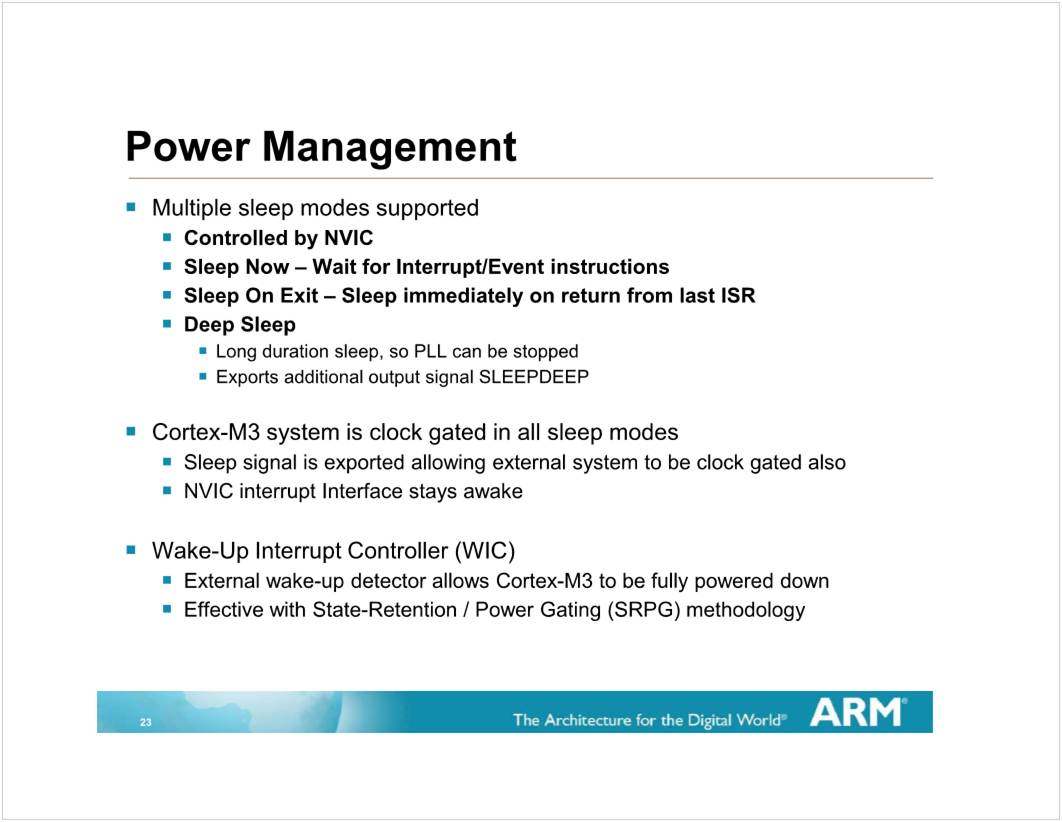 Power Management
Multiple sleep modes supported
Controlled by NVIC
Sleep Now – Wait for Interrupt/Event instructions
Sleep On Exit – Sleep immediately on return from last ISR
Deep Sleep
Long duration sleep, so PLL can be stopped
Exports additional output signal SLEEPDEEP
Cortex-M3 system is clock gated in all sleep modes
Sleep signal is exported allowing external system to be clock gated also
NVIC interrupt Interface stays awake
Wake-Up Interrupt Controller (WIC)
External wake-up detector allows Cortex-M3 to be fully powered down
Effective with State-Retention / Power Gating (SRPG) methodology
23
The Architecture for the Digital World®
ARM®